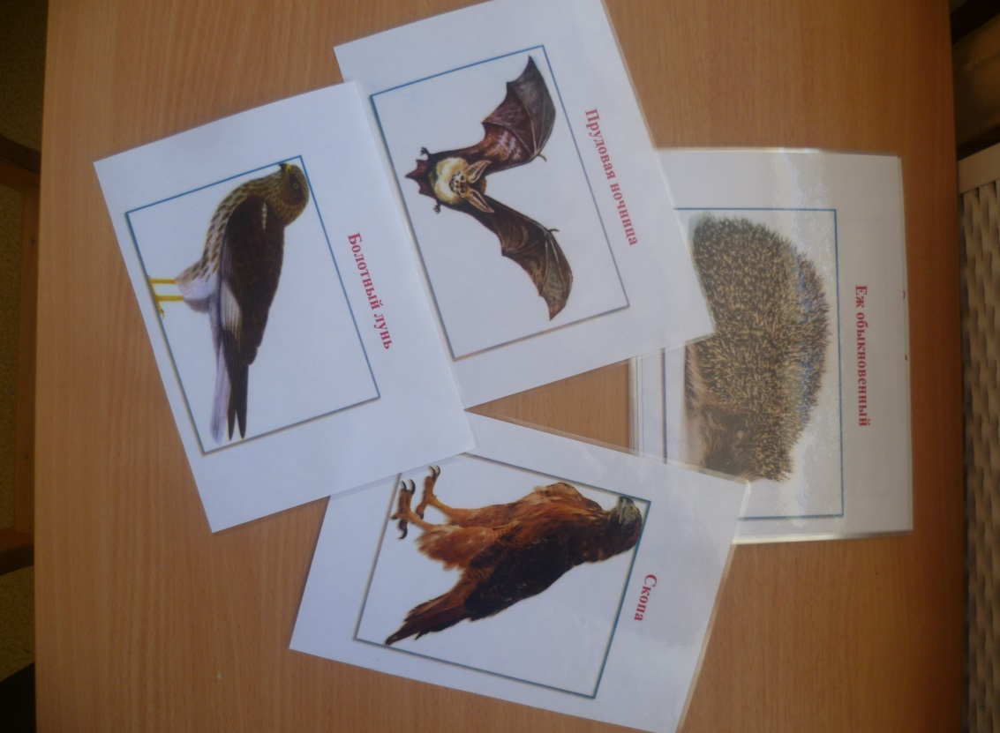 Болотный лунь
Прудовая ночница
Еж обыкновенный
Скопа